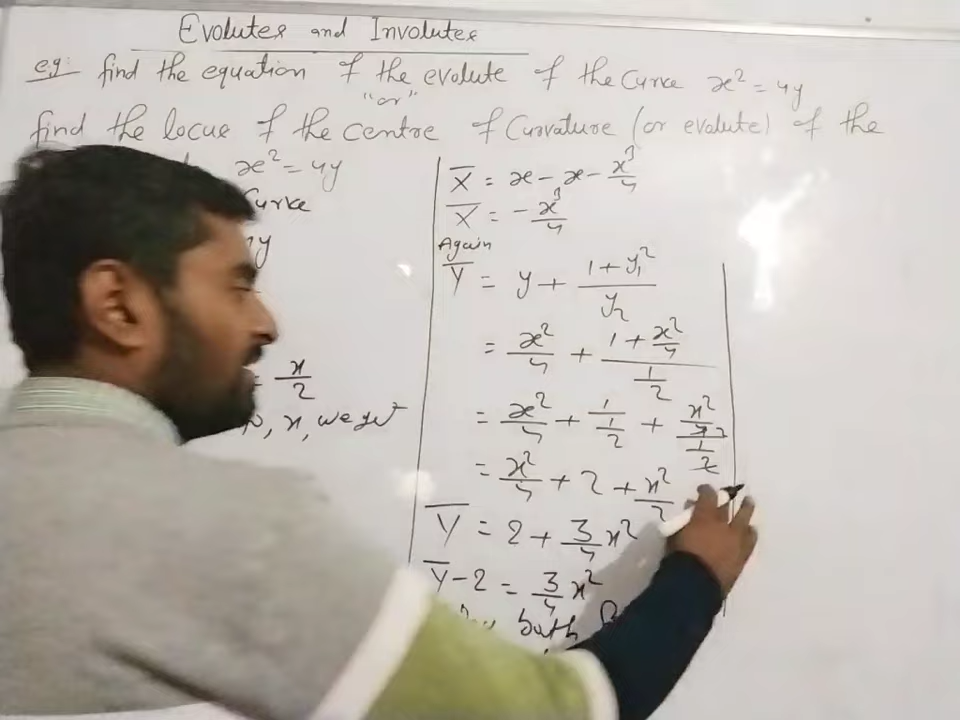 Evolutes and Involutes
eg: find the equation of the evolute of the Curve x² = 4y
"or"
find the locus of the centre of Curvature (or evalute) of the
x² = 4y
Curve
y
= x/2
x, we get
X̅ = x - x - x³/4
X̅ = - x³/4
Again
Y̅ = y + (1 + y₁²)/y₂
= x²/4 + (1 + x²/4)/(1/2)
= x²/4 + 1/(1/2) + (x²/4)/(1/2)
= x²/4 + 2 + x²/2
Y̅ = 2 + 3/4 x²
Y̅ - 2 = 3/4 x²
both